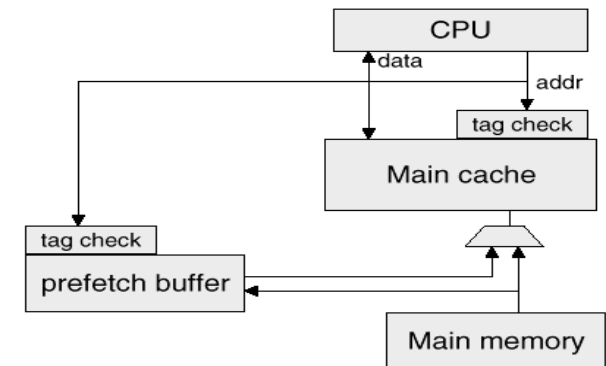 CPU
data
addr
tag check
Main cache
tag check
prefetch buffer
Main memory